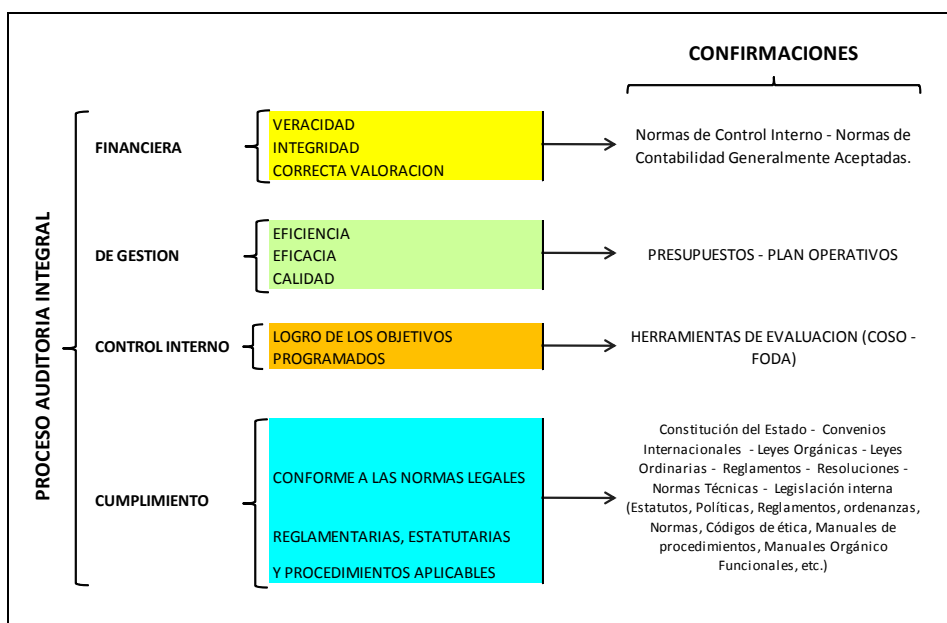 CONFIRMACIONES
PROCESO AUDITORIA INTEGRAL
FINANCIERA
VERACIDAD
INTEGRIDAD
CORRECTA VALORACION
Normas de Control Interno - Normas de
Contabilidad Generalmente Aceptadas.
DE GESTION
EFICIENCIA
EFICACIA
CALIDAD
PRESUPUESTOS - PLAN OPERATIVOS
CONTROL INTERNO
LOGRO DE LOS OBJETIVOS
PROGRAMADOS
HERRAMIENTAS DE EVALUACION (COSO -
FODA)
CUMPLIMIENTO
CONFORME A LAS NORMAS LEGALES
REGLAMENTARIAS, ESTATUTARIAS
Y PROCEDIMIENTOS APLICABLES
Constitución del Estado - Convenios
Internacionales - Leyes Orgánicas - Leyes
Ordinarias - Reglamentos - Resoluciones -
Normas Técnicas - Legislación interna
(Estatutos, Políticas, Reglamentos, ordenanzas,
Normas, Códigos de ética, Manuales de
procedimientos, Manuales Orgánico
Funcionales, etc.)